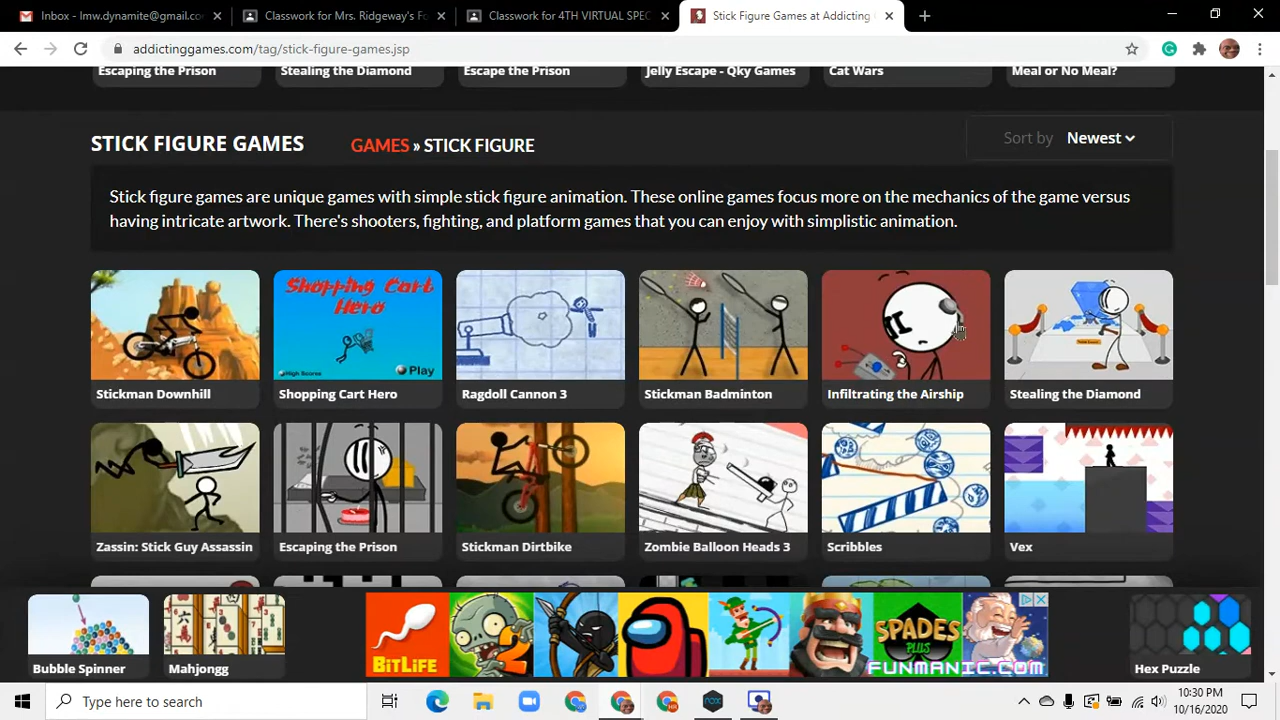 Inbox - lmw.dynamite@gmail.co
Classwork for Mrs. Ridgeway's Fo
Classwork for 4TH VIRTUAL SPEC
Stick Figure Games at Addicting
addictinggames.com/tag/stick-figure-games.jsp
Escaping the Prison
Stealing the Diamond
Escape the Prison
Jelly Escape - Qky Games
Cat Wars
Meal or No Meal?
STICK FIGURE GAMES
GAMES » STICK FIGURE
Sort by Newest
Stick figure games are unique games with simple stick figure animation. These online games focus more on the mechanics of the game versus
having intricate artwork. There's shooters, fighting, and platform games that you can enjoy with simplistic animation.
Shopping Cart
Hero
High Scores
Play
Stickman Downhill
Shopping Cart Hero
Ragdoll Cannon 3
Stickman Badminton
Infiltrating the Airship
Stealing the Diamond
Zassin: Stick Guy Assassin
Escaping the Prison
Stickman Dirtbike
Zombie Balloon Heads 3
Scribbles
Vex
Bubble Spinner
Mahjongg
BITLIFE
2
SPADES
PLUS
FUNMANIC.COM
Hex Puzzle
Type here to search
10:30 PM
10/16/2020